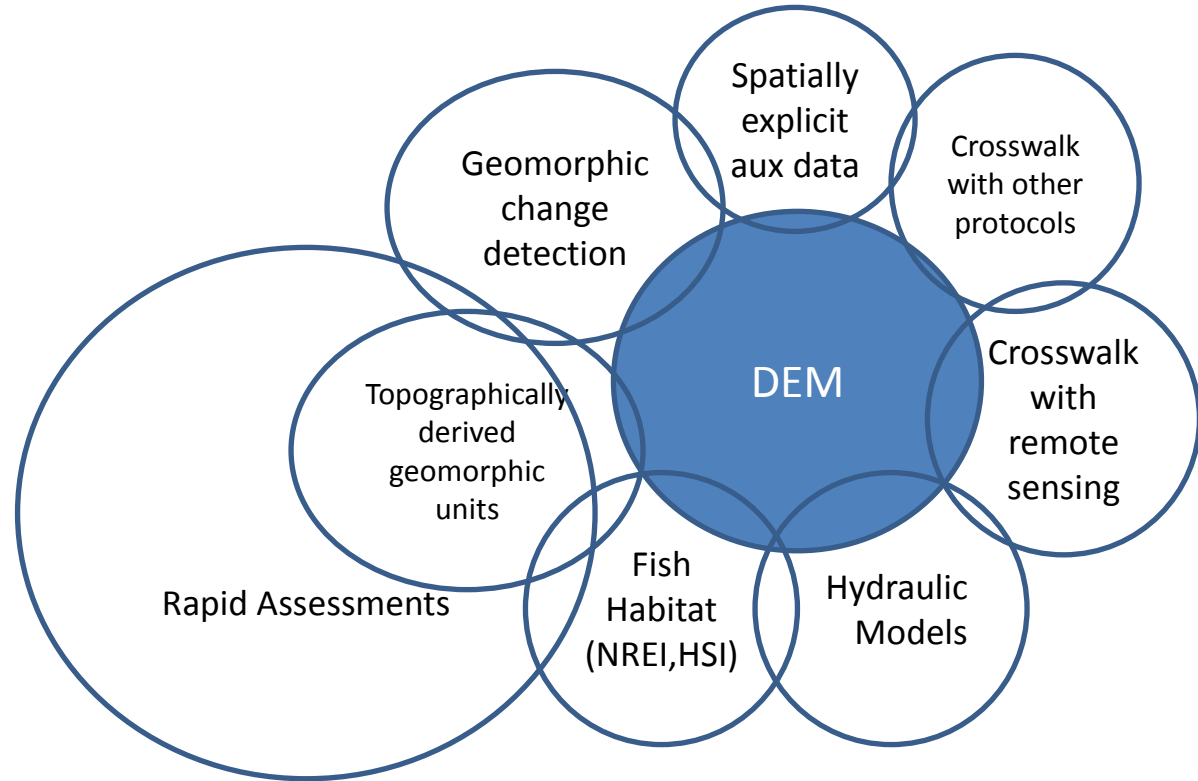 Spatially
explicit
aux data
Geomorphic
change
detection
Crosswalk
with other
protocols
DEM
Crosswalk
with
remote
sensing
Topographically
derived
geomorphic
units
Rapid Assessments
Fish
Habitat
(NREI,HSI)
Hydraulic
Models